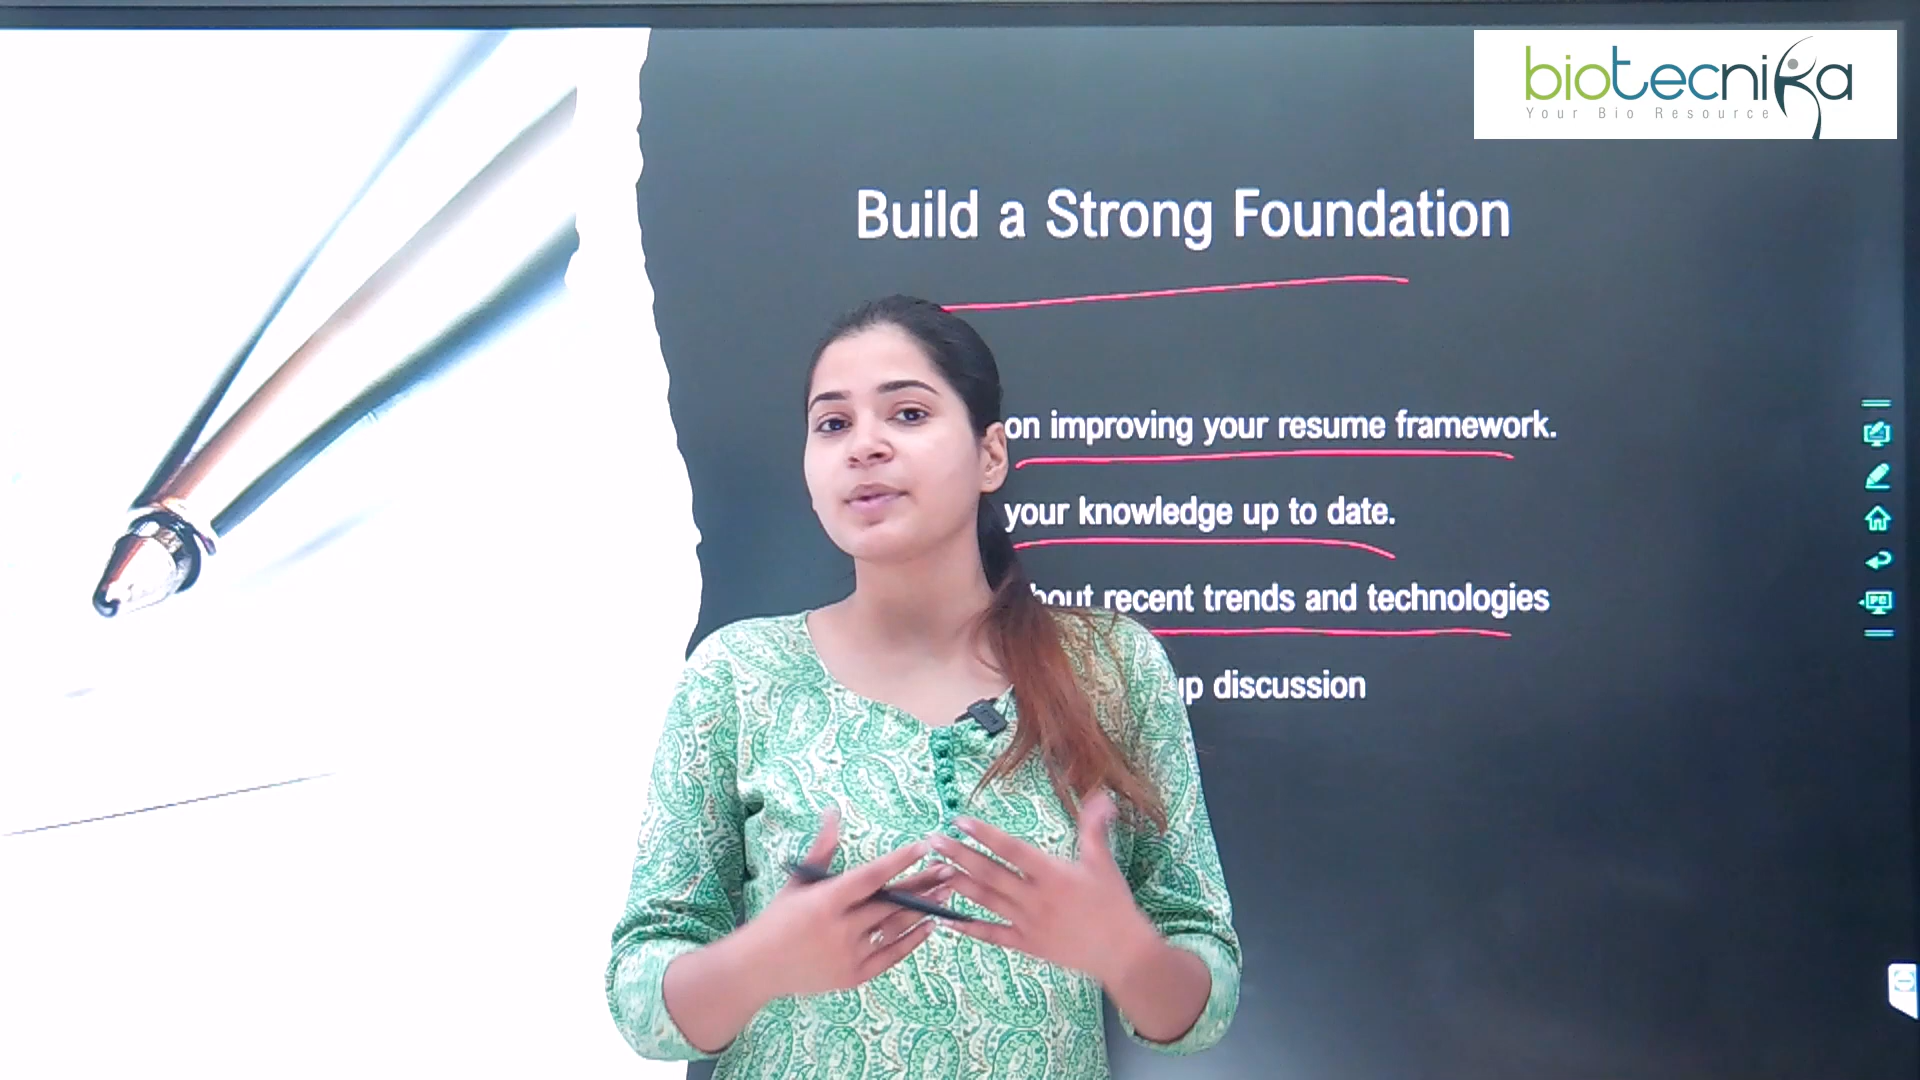 biotecnika
Your Bio Resource
Build a Strong Foundation
on improving your resume framework.
your knowledge up to date.
recent trends and technologies
discussion
PC